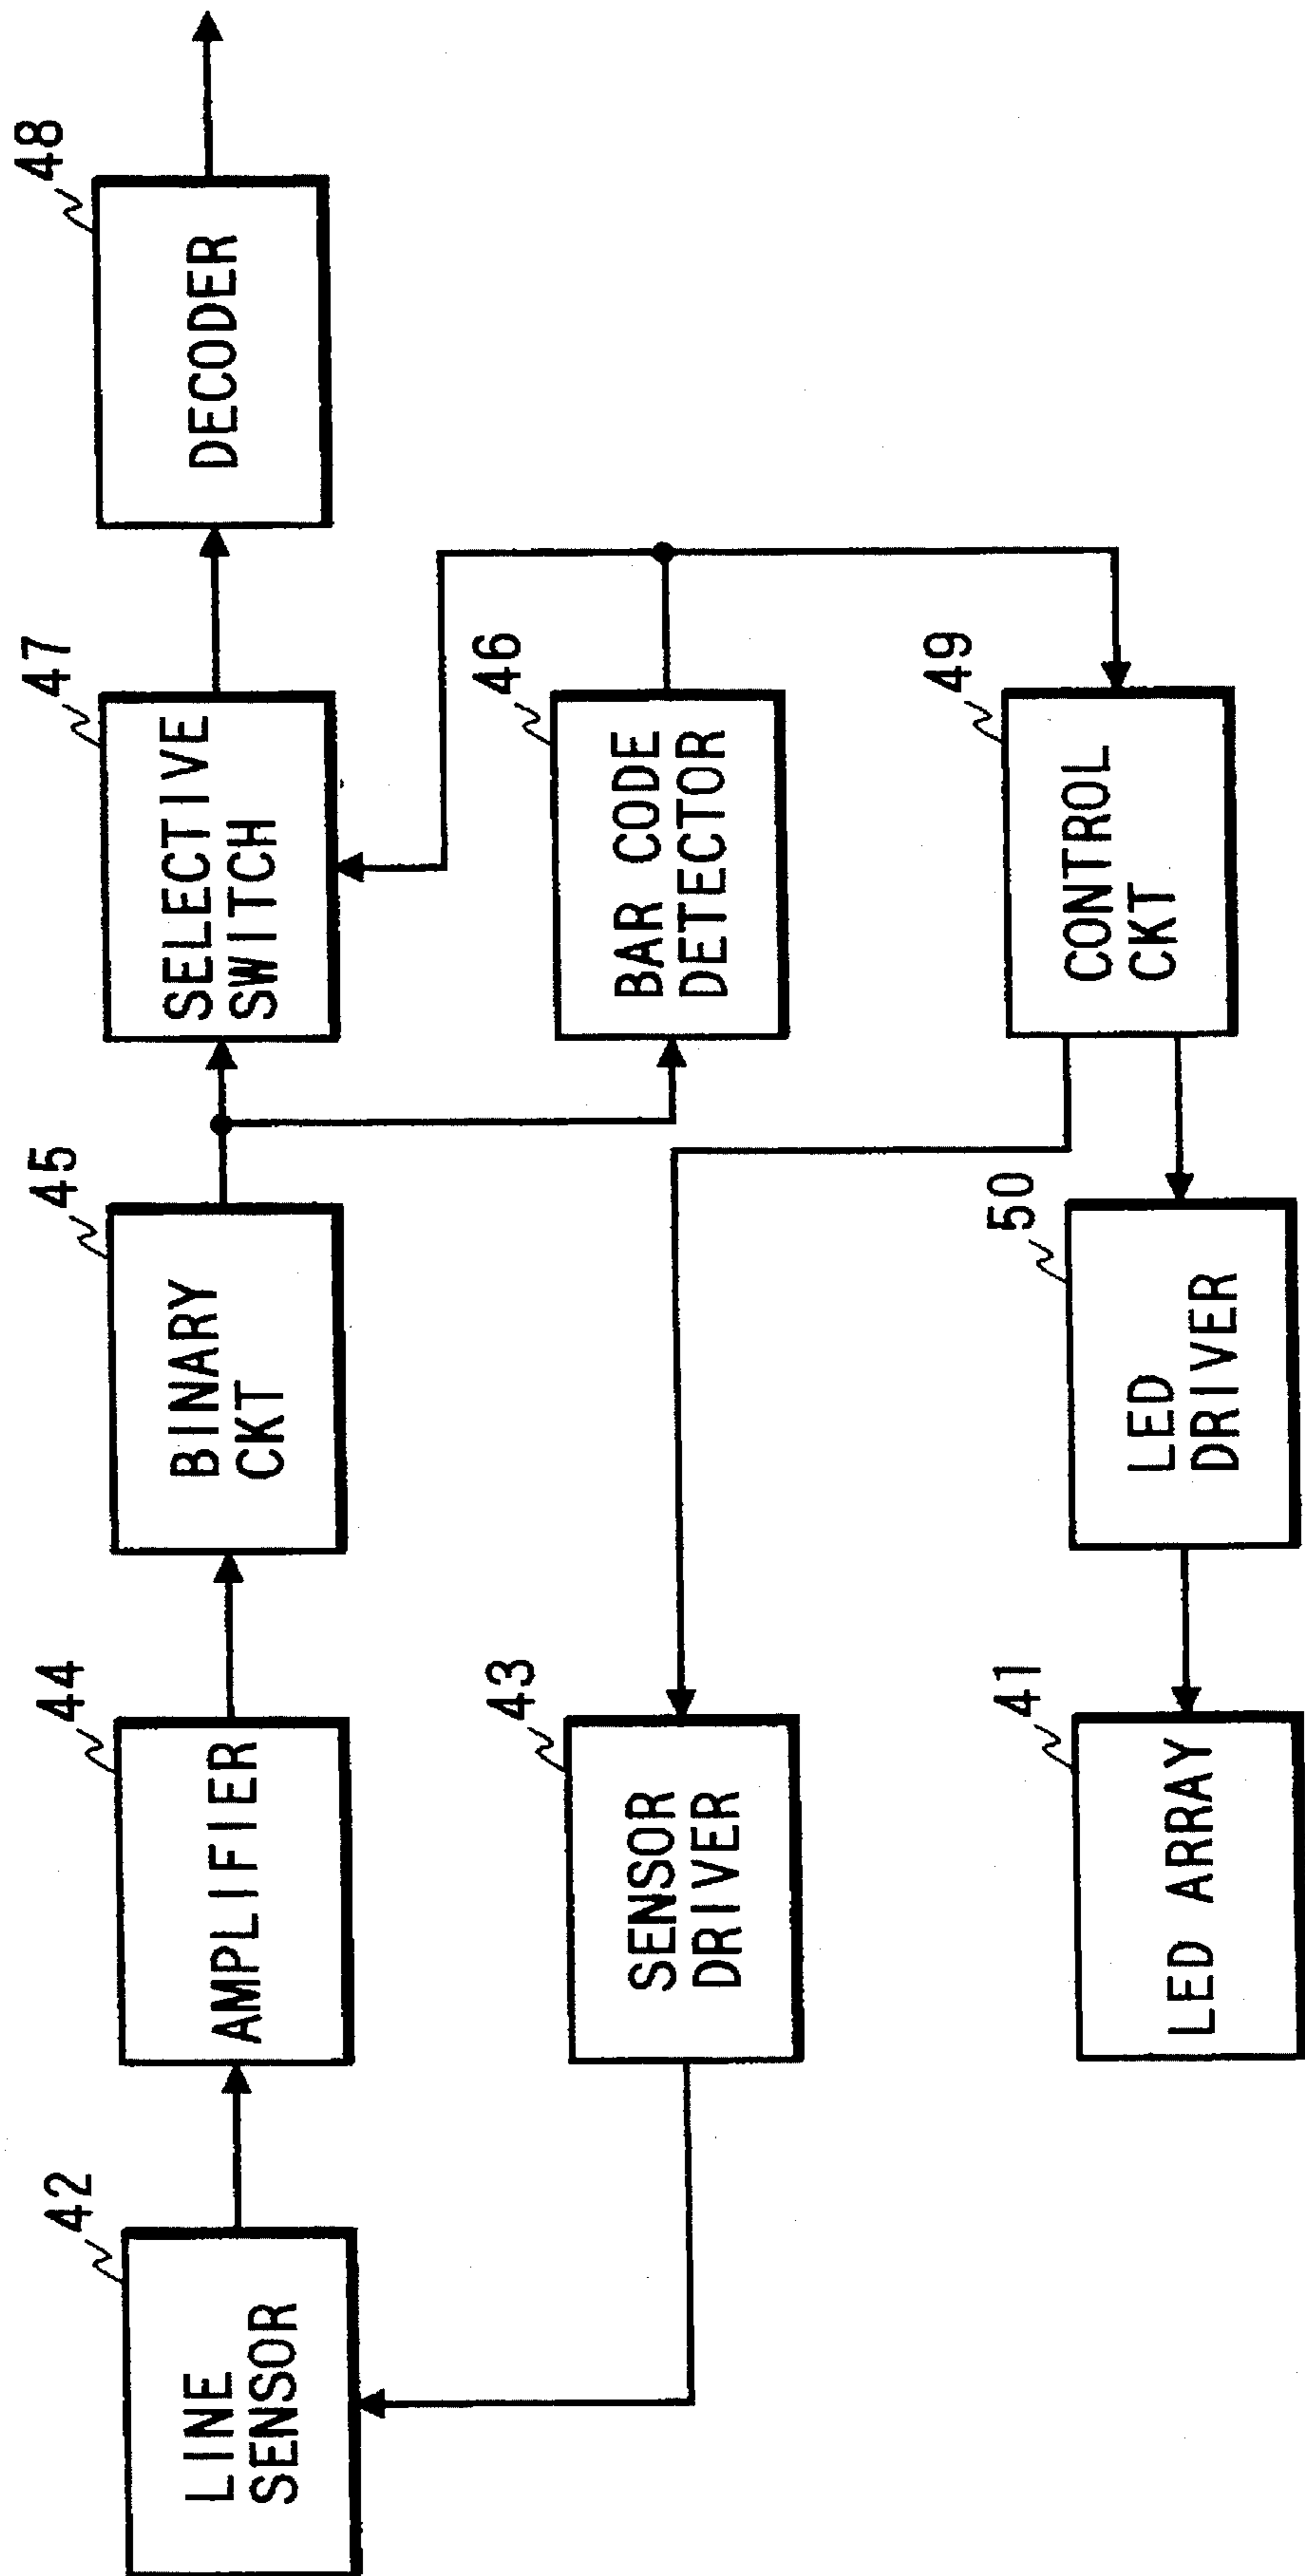 42
LINE
SENSOR
44
AMPLIFIER
45
BINARY
CKT
47
SELECTIVE
SWITCH
48
DECODER
43
SENSOR
DRIVER
46
BAR CODE
DETECTOR
41
LED ARRAY
50
LED
DRIVER
49
CONTROL
CKT